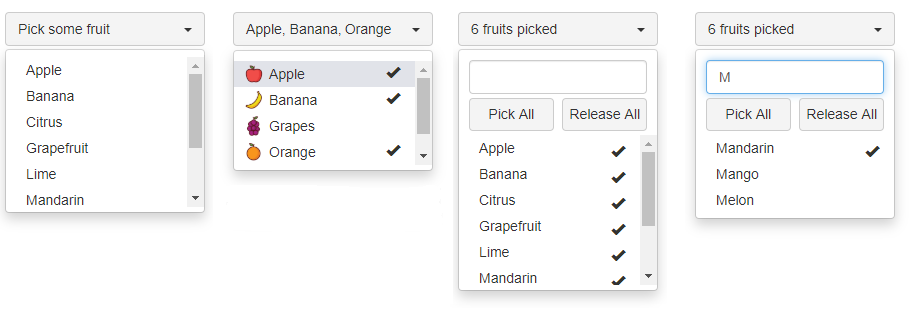 Pick some fruit
Apple
Banana
Citrus
Grapefruit
Lime
Mandarin
Apple, Banana, Orange
Apple
Banana
Grapes
Orange
6 fruits picked
Pick All
Release All
Apple
Banana
Citrus
Grapefruit
Lime
Mandarin
6 fruits picked
M
Pick All
Release All
Mandarin
Mango
Melon